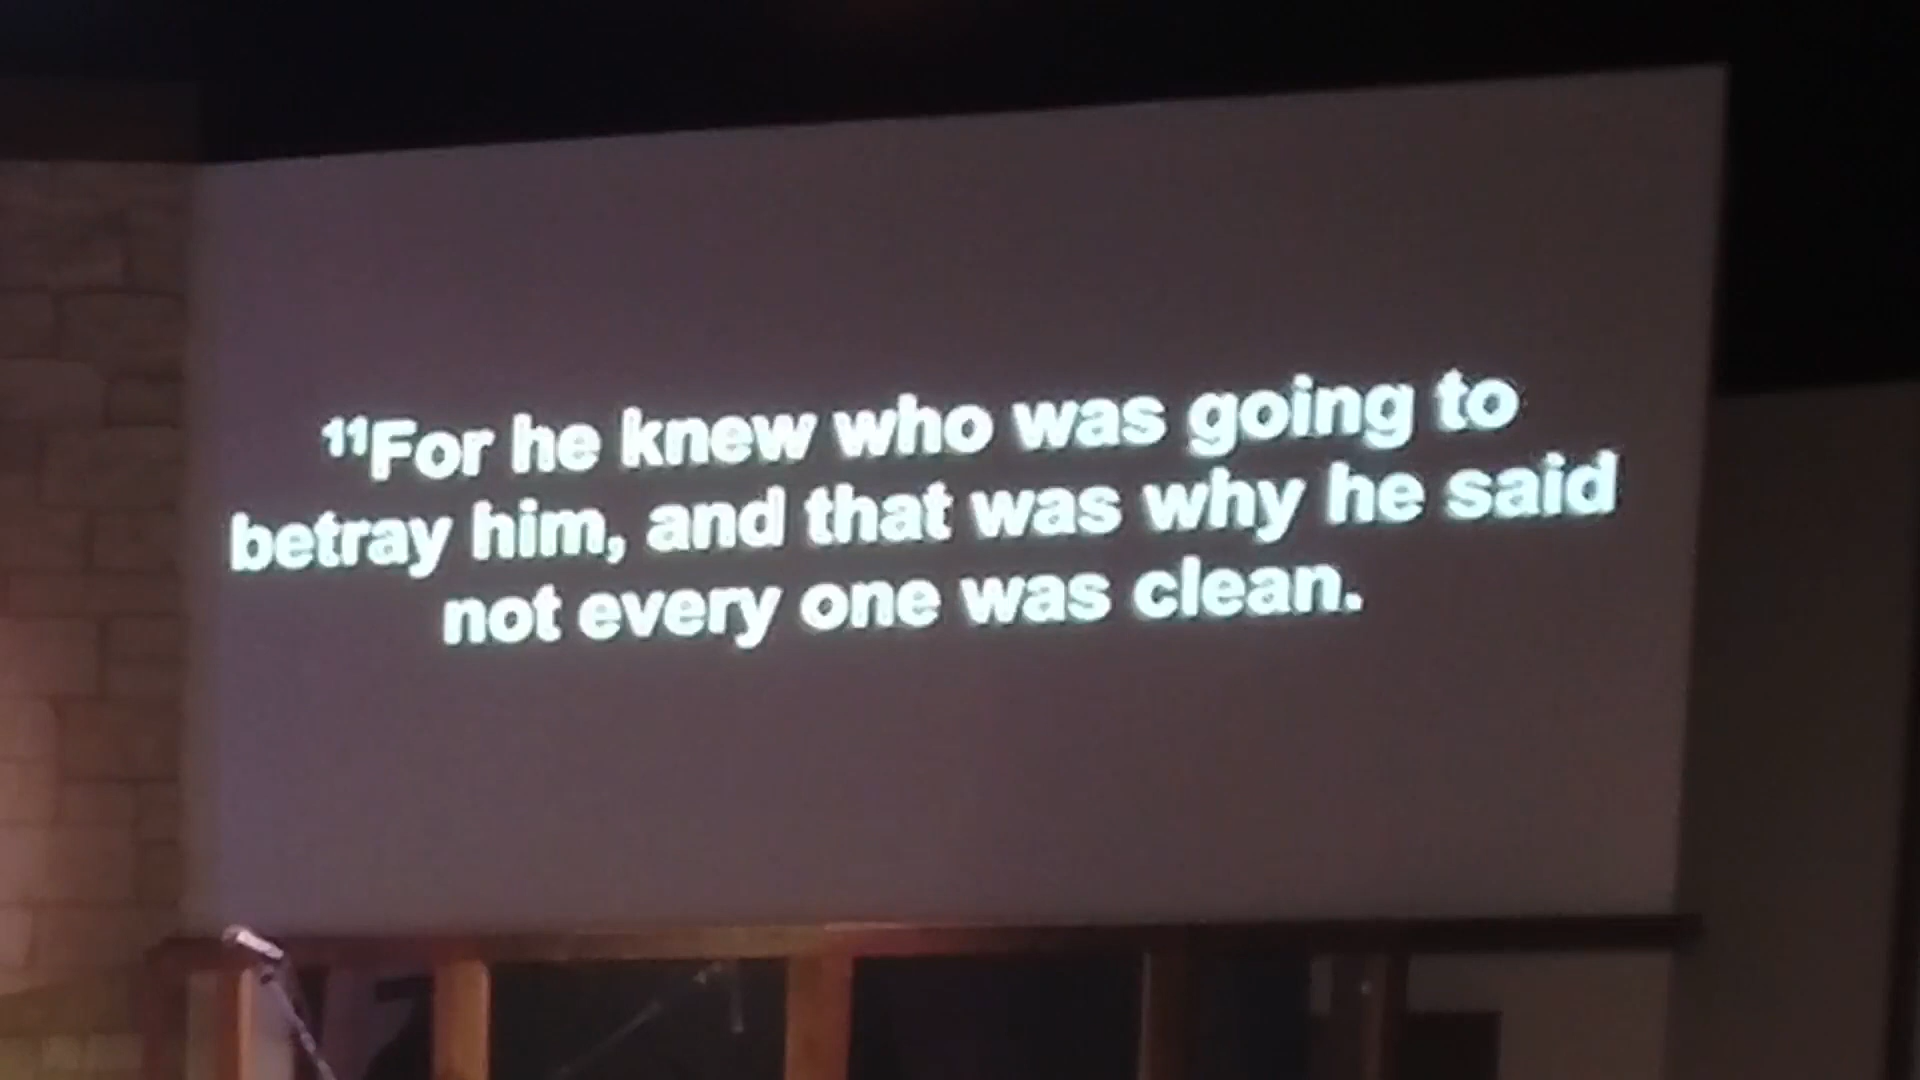 ¹¹For he knew who was going to
betray him, and that was why he said
not every one was clean.